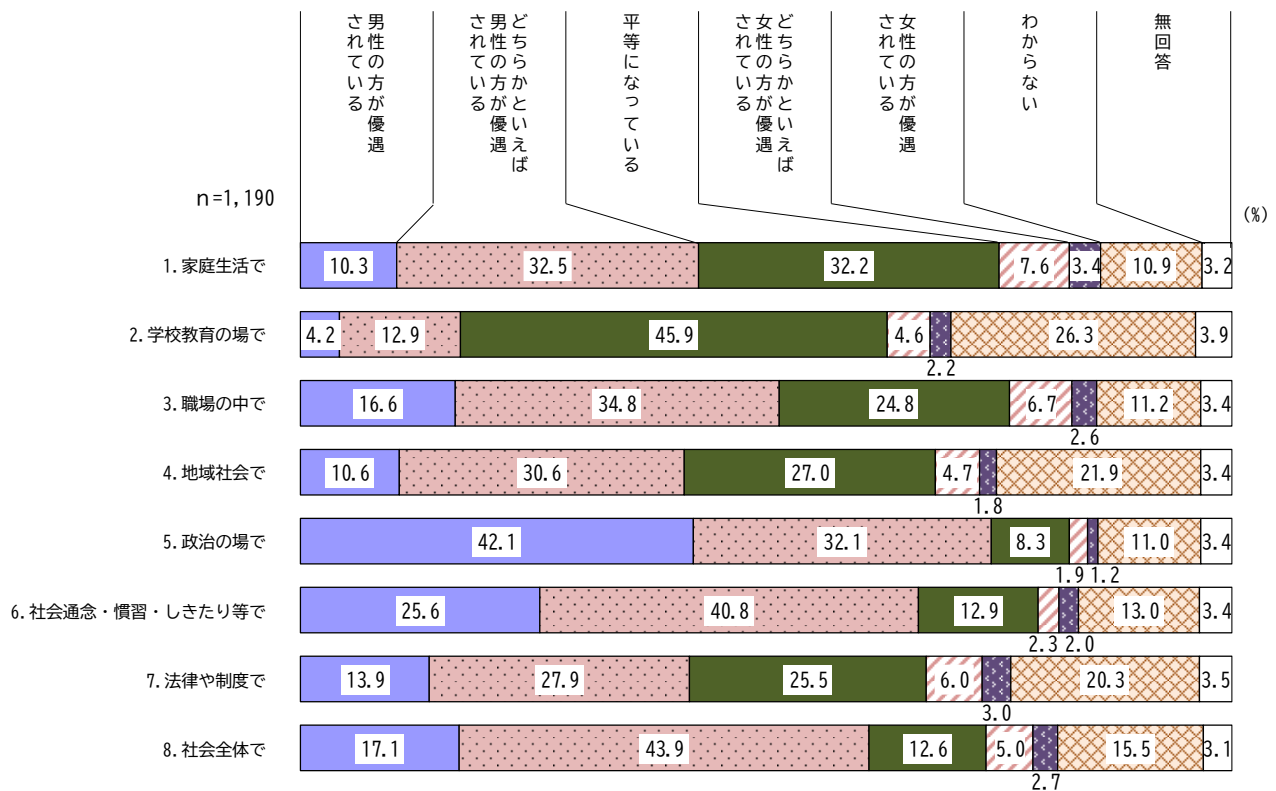 男性の方が優遇
されている
どちらかといえば
男性の方が優遇
されている
平等になっている
どちらかといえば
女性の方が優遇
されている
女性の方が優遇
されている
わからない
無回答
n=1,190
(%)
1.家庭生活で
10.3 32.5 32.2 7.6 3.4 10.9 3.2
2.学校教育の場で
4.2 12.9 45.9 4.6 26.3 3.9
2.2
3.職場の中で
16.6 34.8 24.8 6.7 11.2 3.4
2.6
4.地域社会で
10.6 30.6 27.0 4.7 21.9 3.4
1.8
5.政治の場で
42.1 32.1 8.3 11.0 3.4
1.9 1.2
6.社会通念・慣習・しきたり等で
25.6 40.8 12.9 13.0 3.4
2.3 2.0
7.法律や制度で
13.9 27.9 25.5 6.0 20.3 3.5
3.0
8.社会全体で
17.1 43.9 12.6 5.0 15.5 3.1
2.7